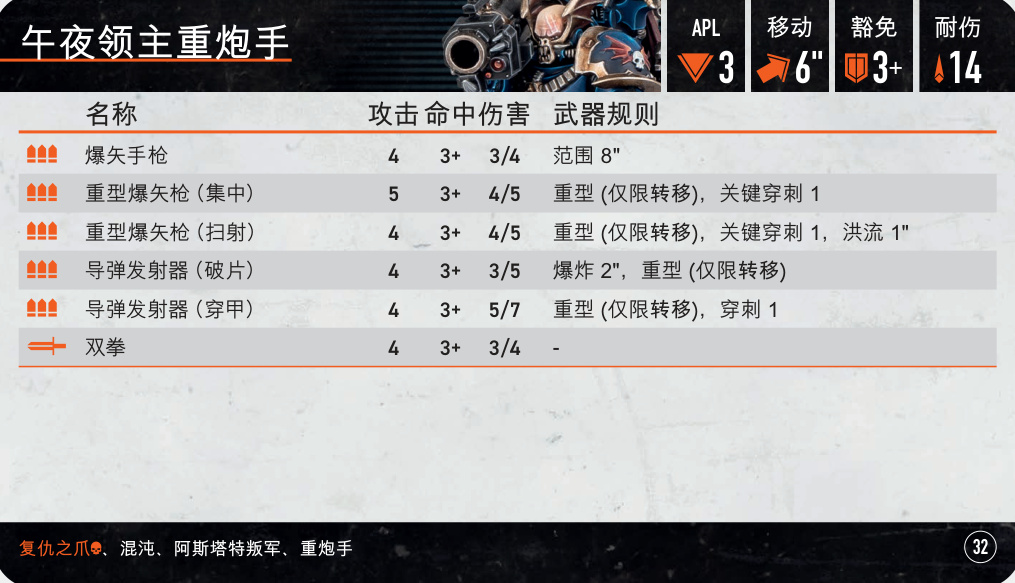 午夜领主重炮手
APL 移动 豁免 耐伤
3 6" 3+ 14
名称 攻击 命中 伤害 武器规则
爆矢手枪 4 3+ 3/4 范围 8"
重型爆矢枪（集中） 5 3+ 4/5 重型 (仅限转移)，关键穿刺 1
重型爆矢枪（扫射） 4 3+ 4/5 重型 (仅限转移)，关键穿刺 1，洪流 1"
导弹发射器（破片） 4 3+ 3/5 爆炸 2"，重型 (仅限转移)
导弹发射器（穿甲） 4 3+ 5/7 重型 (仅限转移)，穿刺 1
双拳 4 3+ 3/4 -
复仇之爪、混沌、阿斯塔特叛军、重炮手 32